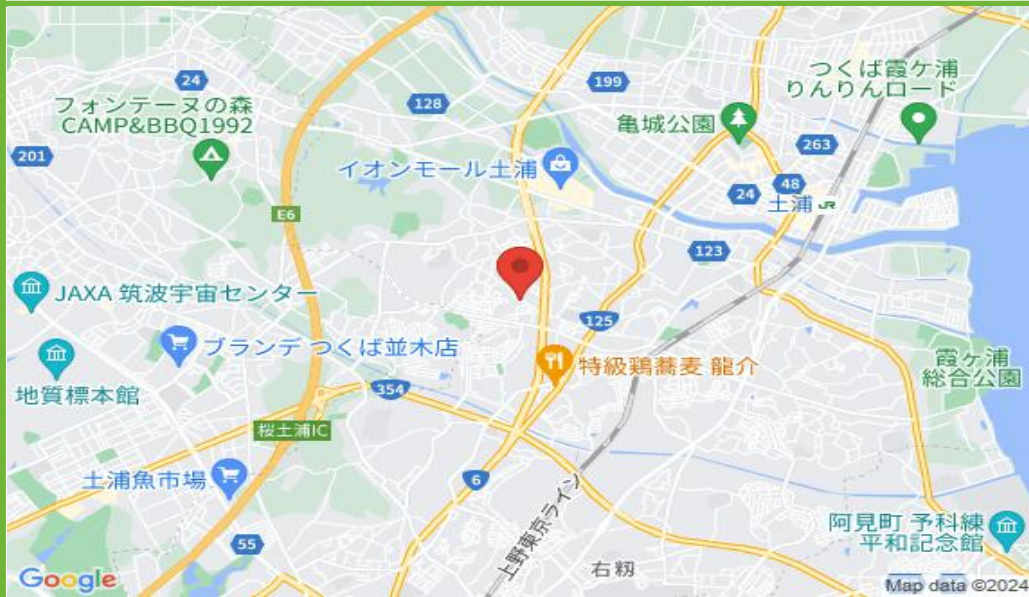 24
199
つくば霞ケ浦
りんりんロード
フォンテーヌの森
CAMP&BBQ1992
128
亀城公園
201
263
イオンモール土浦
24
48
土浦
JR
E6
123
JAXA 筑波宇宙センター
125
ブランデ つくば並木店
特級鶏蕎麦 龍介
霞ヶ浦
総合公園
地質標本館
354
桜土浦IC
土浦魚市場
6
上野東京ライン
阿見町 予科練
平和記念館
55
右籾
Google
Map data ©2024